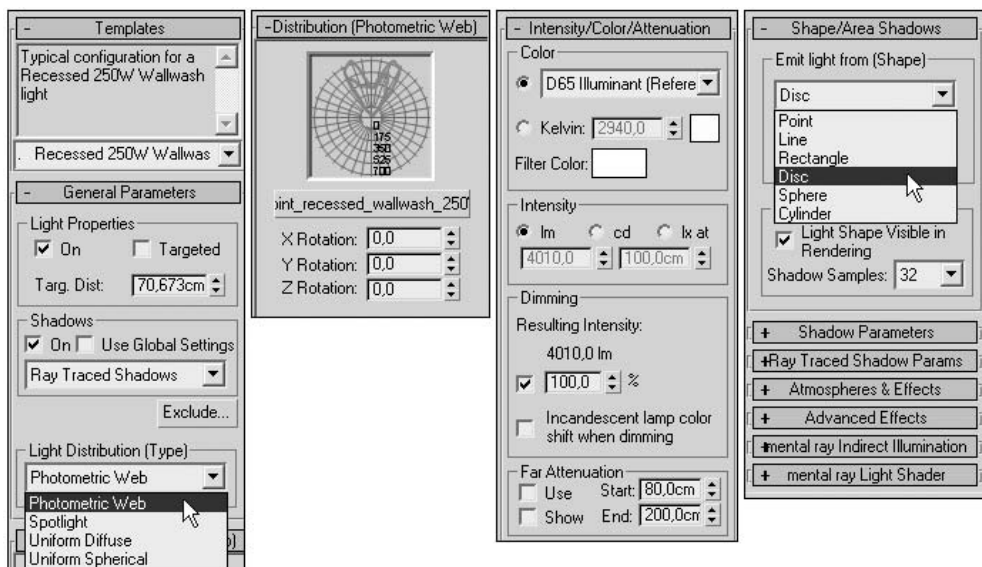 - Templates
Typical configuration for a
Recessed 250W Wallwash
light
. Recessed 250W Wallwas
- General Parameters
Light Properties
On Targeted
Targ. Dist: 70,673cm
Shadows
On Use Global Settings
Ray Traced Shadows
Exclude...
Light Distribution (Type)
Photometric Web
Photometric Web
Spotlight
Uniform Diffuse
Uniform Spherical
-Distribution (Photometric Web)
0
175
350
525
700
oint_recessed_wallwash_250
X Rotation: 0,0
Y Rotation: 0,0
Z Rotation: 0,0
- Intensity/Color/Attenuation
Color
D65 Illuminant (Refere
Kelvin: 2940,0
Filter Color:
Intensity
lm cd lx at
4010,0 100,0cm
Dimming
Resulting Intensity:
4010,0 lm
100,0 %
Incandescent lamp color
shift when dimming
Far Attenuation
Use Start: 80,0cm
Show End: 200,0cm
- Shape/Area Shadows
Emit light from (Shape)
Disc
Point
Line
Rectangle
Disc
Sphere
Cylinder
Light Shape Visible in
Rendering
Shadow Samples: 32
+ Shadow Parameters
+Ray Traced Shadow Params
+ Atmospheres & Effects
+ Advanced Effects
+mental ray Indirect Illumination
+ mental ray Light Shader